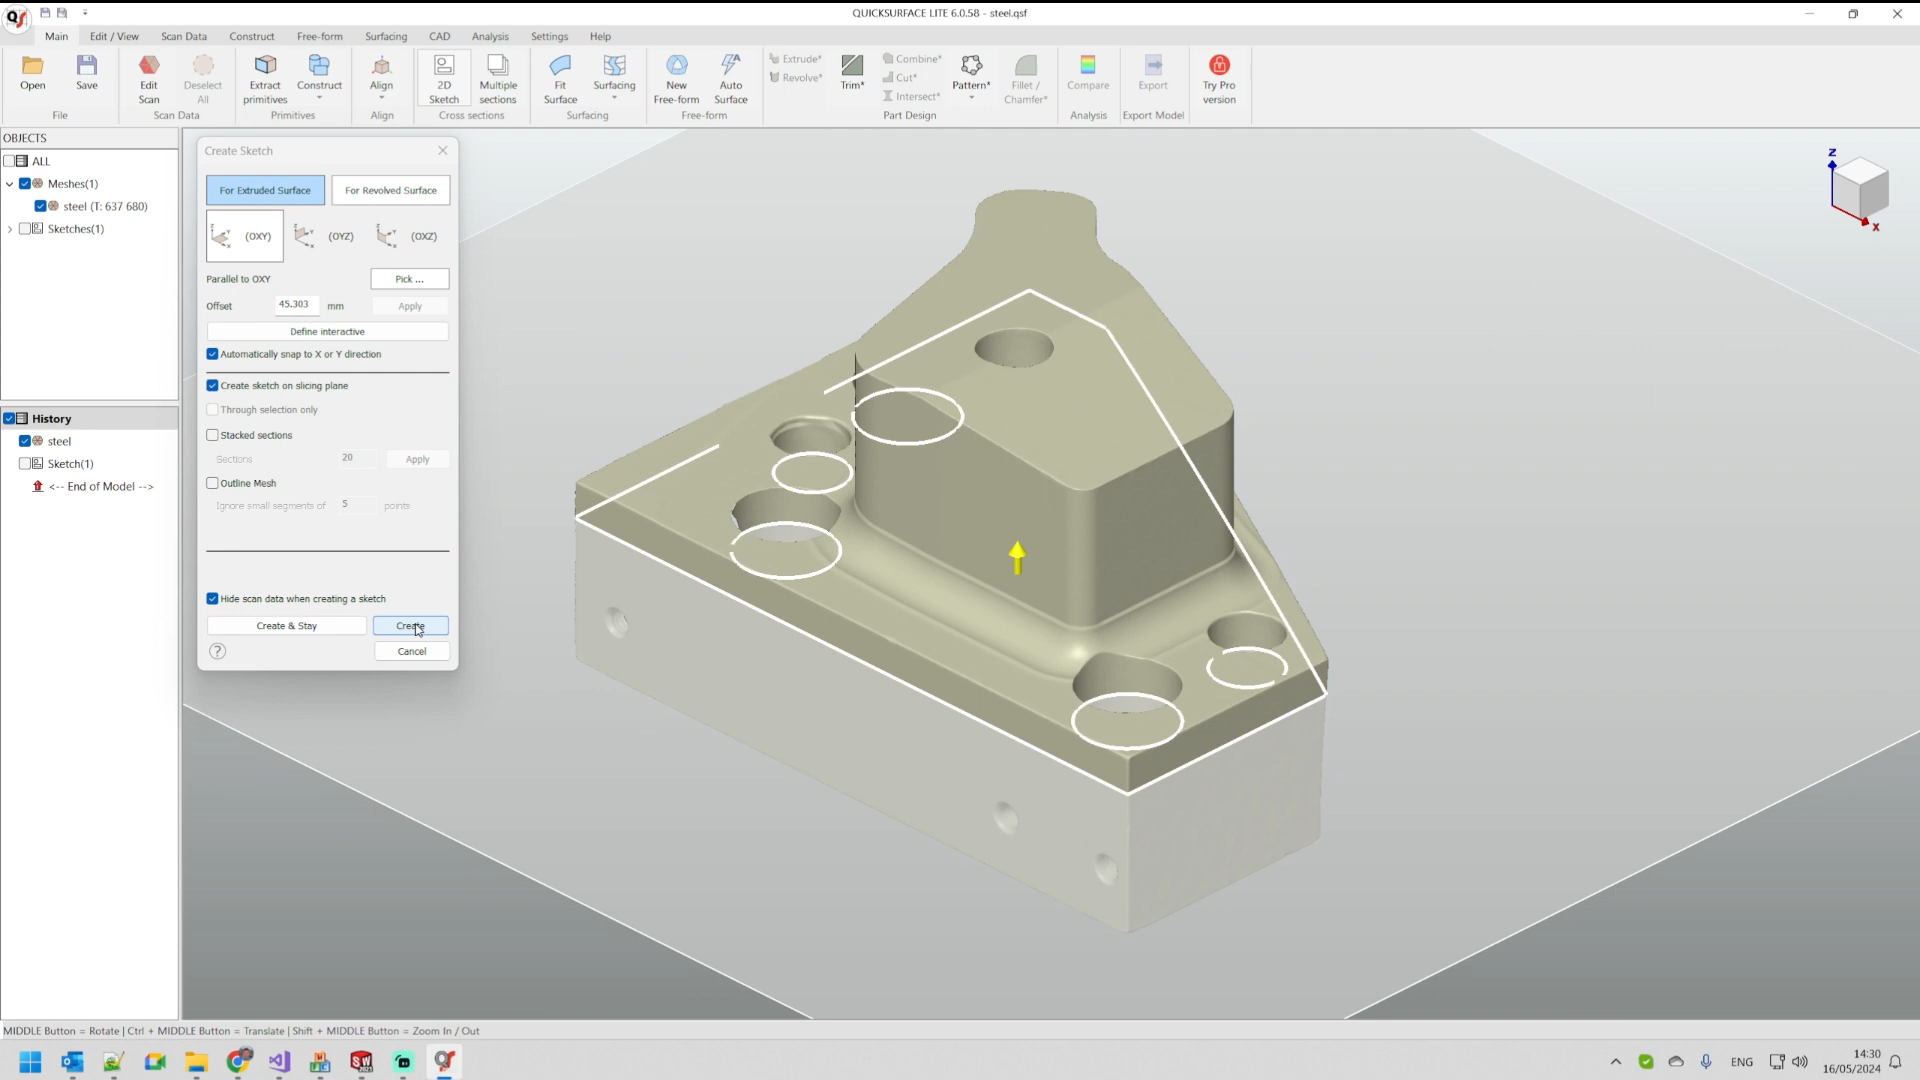 QUICKSURFACE LITE 6.0.58 - steel.qsf
Main Edit / View Scan Data Construct Free-form Surfacing CAD Analysis Settings Help
Open Save Edit Scan Deselect All Extract primitives Construct Align 2D Sketch Multiple sections Fit Surface Surfacing New Free-form Auto Surface Extrude* Revolve* Trim* Combine* Cut* Intersect* Pattern* Fillet / Chamfer* Compare Export Try Pro version
File Scan Data Primitives Align Cross sections Surfacing Free-form Part Design Analysis Export Model
OBJECTS
ALL
Meshes(1)
steel (T: 637 680)
Sketches(1)
History
steel
Sketch(1)
<-- End of Model -->
Create Sketch
For Extruded Surface For Revolved Surface
(OXY) (OYZ) (OXZ)
Parallel to OXY Pick ...
Offset 45.303 mm Apply
Define interactive
Automatically snap to X or Y direction
Create sketch on slicing plane
Through selection only
Stacked sections
Sections 20 Apply
Outline Mesh
Ignore small segments of 5 points
Hide scan data when creating a sketch
Create & Stay Create
? Cancel
Z
X
MIDDLE Button = Rotate | Ctrl + MIDDLE Button = Translate | Shift + MIDDLE Button = Zoom In / Out
ENG
14:30
16/05/2024